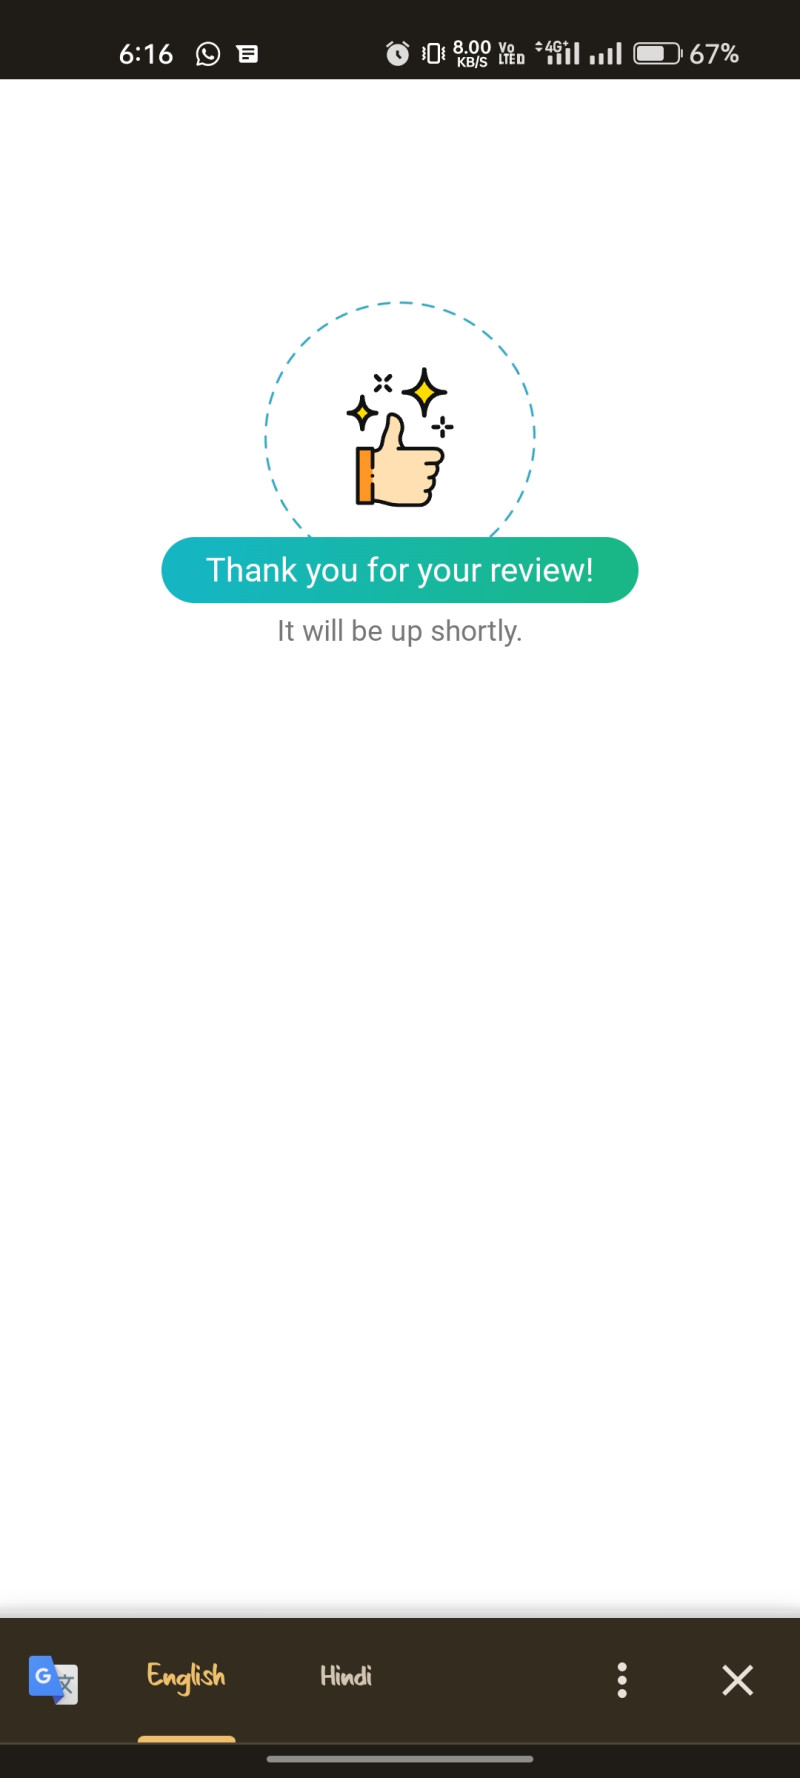 6:16 8.00 KB/S Vo LTE 4G+ 67%
Thank you for your review!
It will be up shortly.
English Hindi